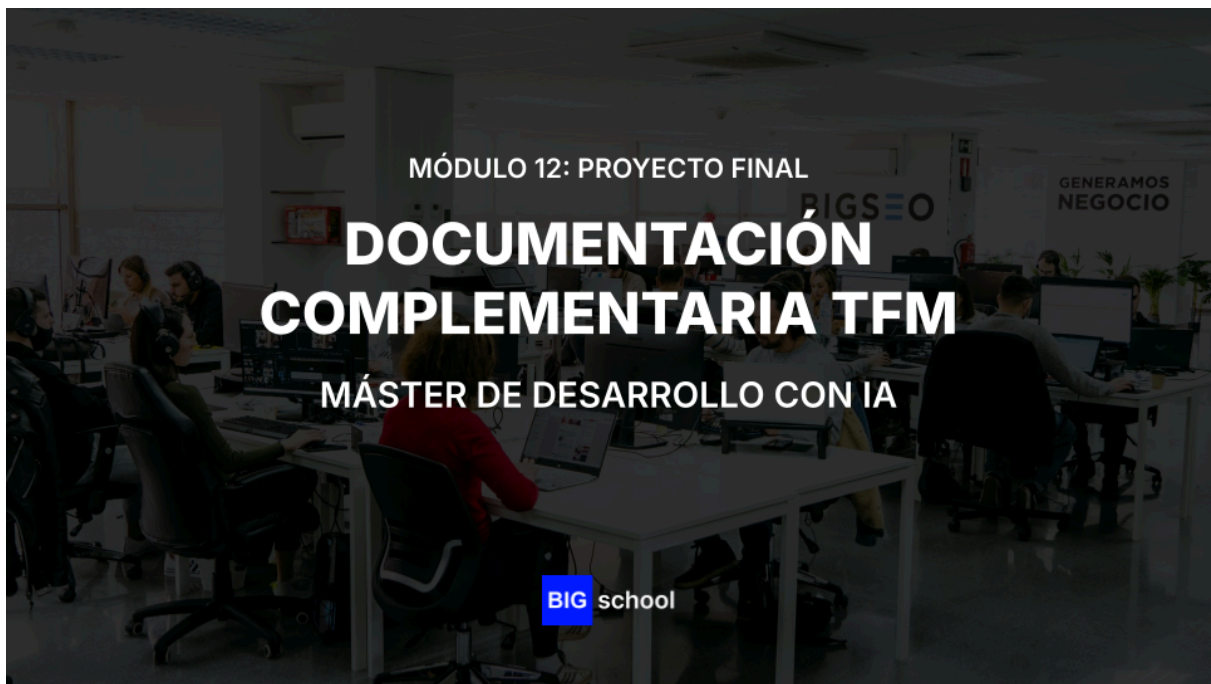 MÓDULO 12: PROYECTO FINAL
BIGSEO
GENERAMOS
NEGOCIO
DOCUMENTACIÓN
COMPLEMENTARIA TFM
MÁSTER DE DESARROLLO CON IA
BIG school